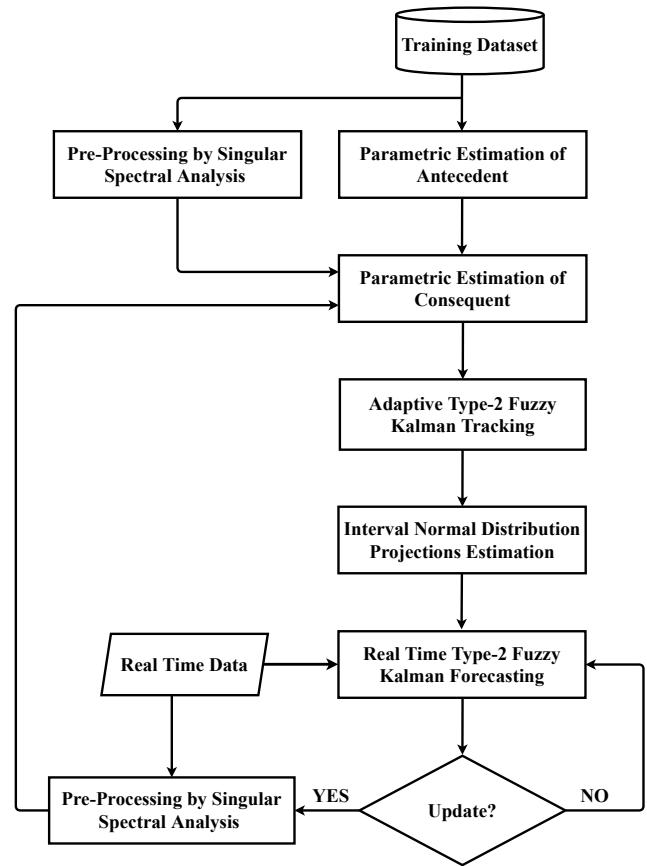 Training Dataset
Pre-Processing by Singular
Spectral Analysis
Parametric Estimation of
Antecedent
Parametric Estimation of
Consequent
Adaptive Type-2 Fuzzy
Kalman Tracking
Interval Normal Distribution
Projections Estimation
Real Time Data
Real Time Type-2 Fuzzy
Kalman Forecasting
Pre-Processing by Singular
Spectral Analysis
YES
Update?
NO